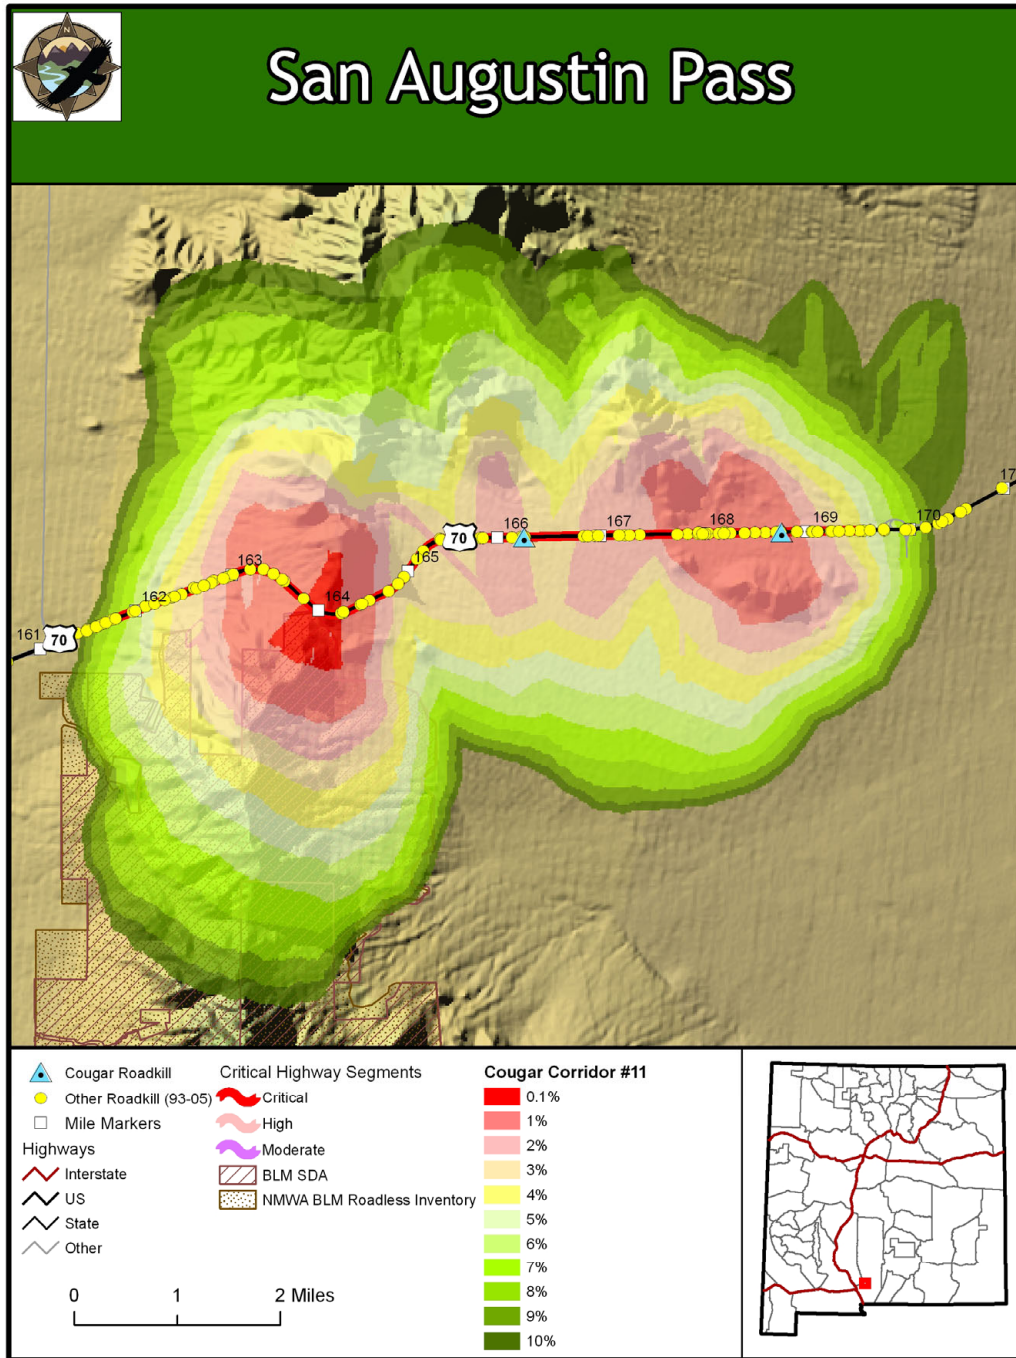 N
San Augustin Pass
161
70
162
163
164
165
70
166
167
168
169
170
17
Cougar Roadkill
Other Roadkill (93-05)
Mile Markers
Highways
Interstate
US
State
Other
0 1 2 Miles
Critical Highway Segments
Critical
High
Moderate
BLM SDA
NMWA BLM Roadless Inventory
Cougar Corridor #11
0.1%
1%
2%
3%
4%
5%
6%
7%
8%
9%
10%